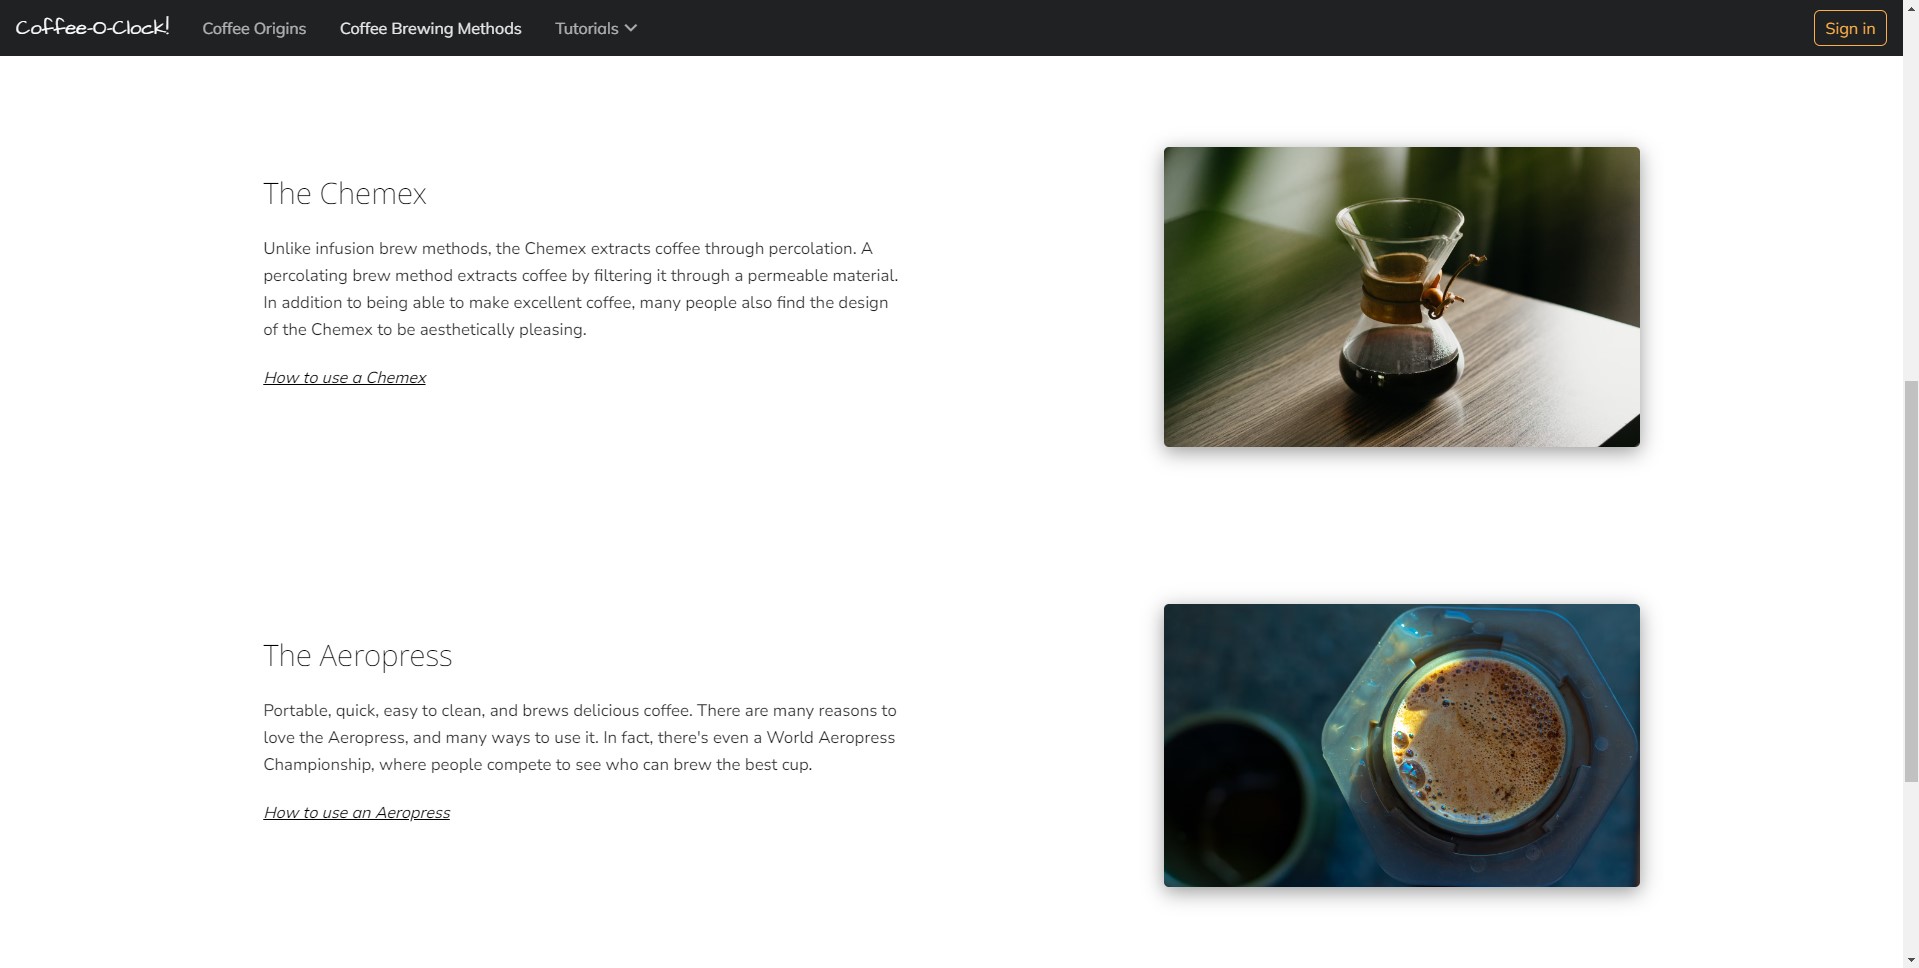 Coffee-O-Clock!
Coffee Origins
Coffee Brewing Methods
Tutorials
Sign in
The Chemex
Unlike infusion brew methods, the Chemex extracts coffee through percolation. A
percolating brew method extracts coffee by filtering it through a permeable material.
In addition to being able to make excellent coffee, many people also find the design
of the Chemex to be aesthetically pleasing.
How to use a Chemex
The Aeropress
Portable, quick, easy to clean, and brews delicious coffee. There are many reasons to
love the Aeropress, and many ways to use it. In fact, there's even a World Aeropress
Championship, where people compete to see who can brew the best cup.
How to use an Aeropress